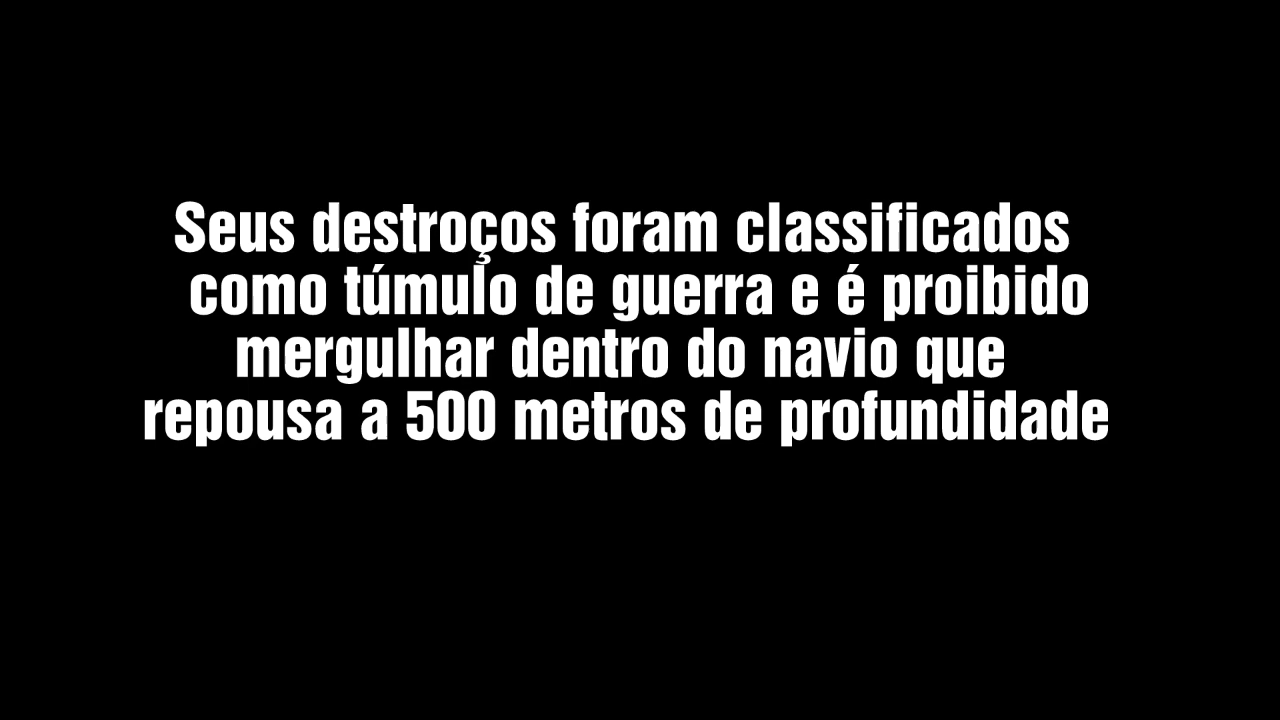 Seus destroços foram classificados
como túmulo de guerra e é proibido
mergulhar dentro do navio que
repousa a 500 metros de profundidade